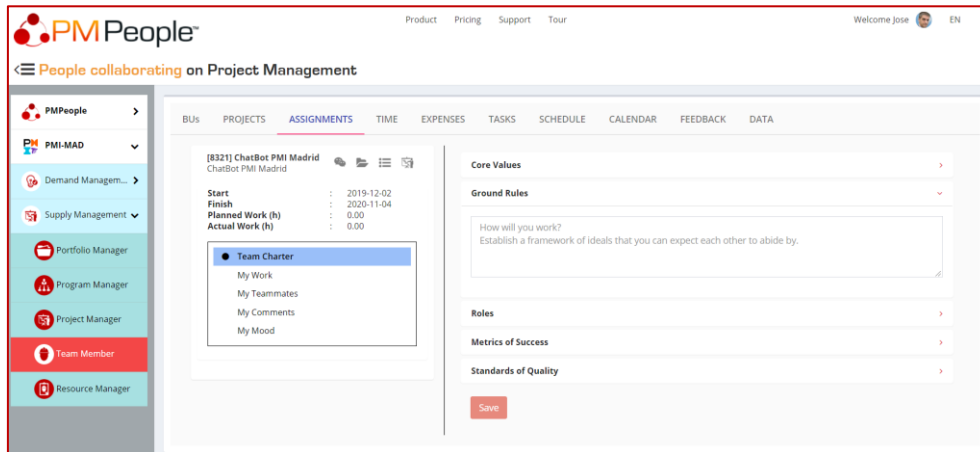 PMPeople™
Product Pricing Support Tour
Welcome Jose EN
People collaborating on Project Management
PMPeople
PMI-MAD
Demand Managem...
Supply Management
Portfolio Manager
Program Manager
Project Manager
Team Member
Resource Manager
BUs PROJECTS ASSIGNMENTS TIME EXPENSES TASKS SCHEDULE CALENDAR FEEDBACK DATA
[8321] ChatBot PMI Madrid
ChatBot PMI Madrid
Start : 2019-12-02
Finish : 2020-11-04
Planned Work (h) : 0.00
Actual Work (h) : 0.00
Team Charter
My Work
My Teammates
My Comments
My Mood
Core Values
Ground Rules
How will you work?
Establish a framework of ideals that you can expect each other to abide by.
Roles
Metrics of Success
Standards of Quality
Save